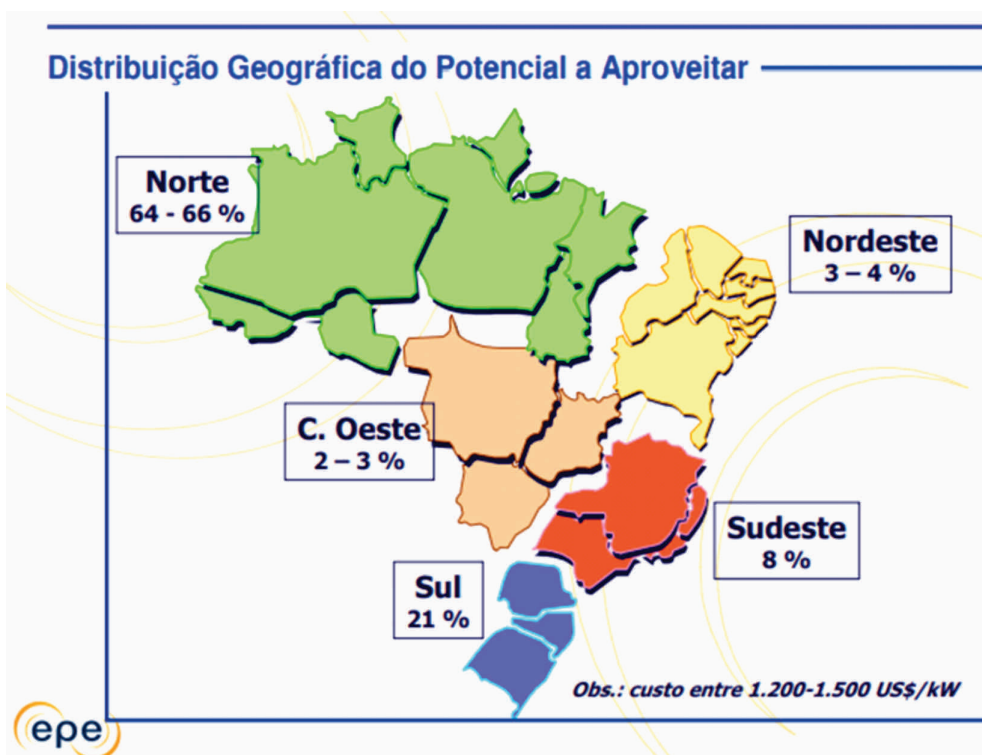 Distribuição Geográfica do Potencial a Aproveitar
Norte
64 - 66 %
Nordeste
3 – 4 %
C. Oeste
2 – 3 %
Sudeste
8 %
Sul
21 %
Obs.: custo entre 1.200-1.500 US$/kW
epe